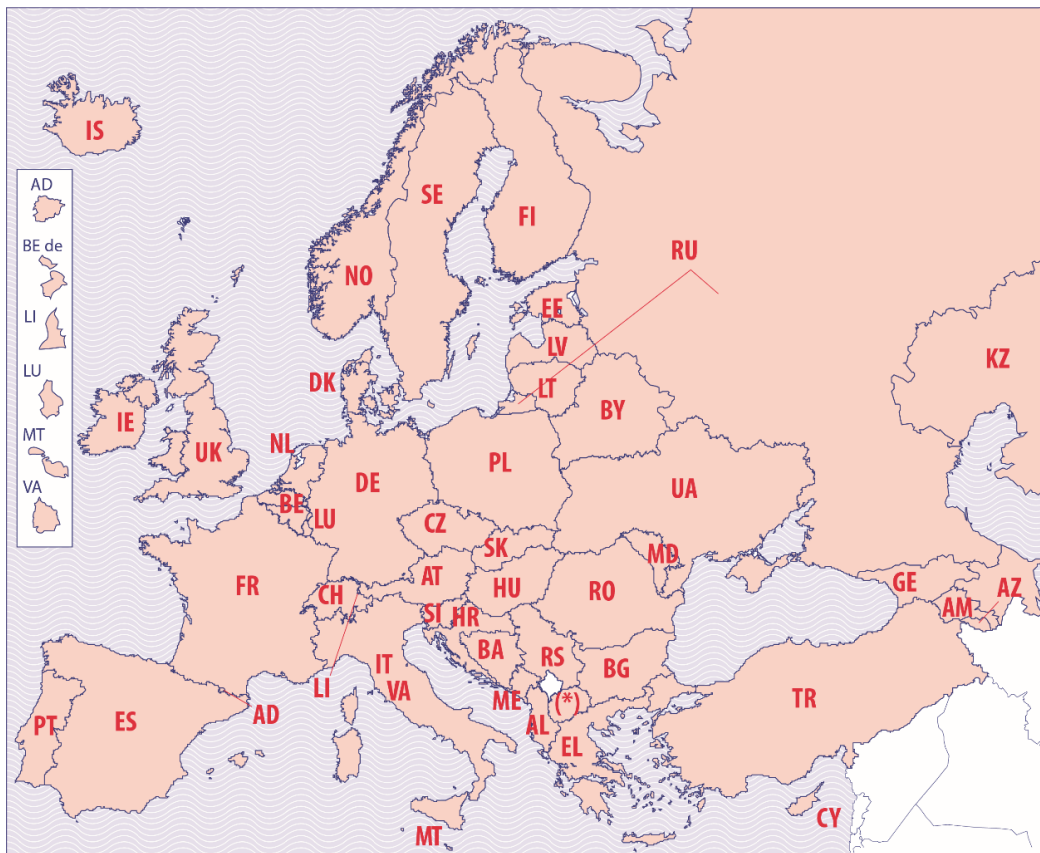 IS
AD
BE de
LI
LU
MT
VA
SE
FI
NO
RU
EE
LV
LT
KZ
DK
BY
IE
UK
NL
PL
DE
UA
BE
LU
CZ
SK
MD
FR
CH
AT
HU
RO
GE
AZ
AM
SI
HR
BA
RS
BG
IT
VA
LI
ME
(*)
TR
PT
ES
AD
AL
EL
MT
CY